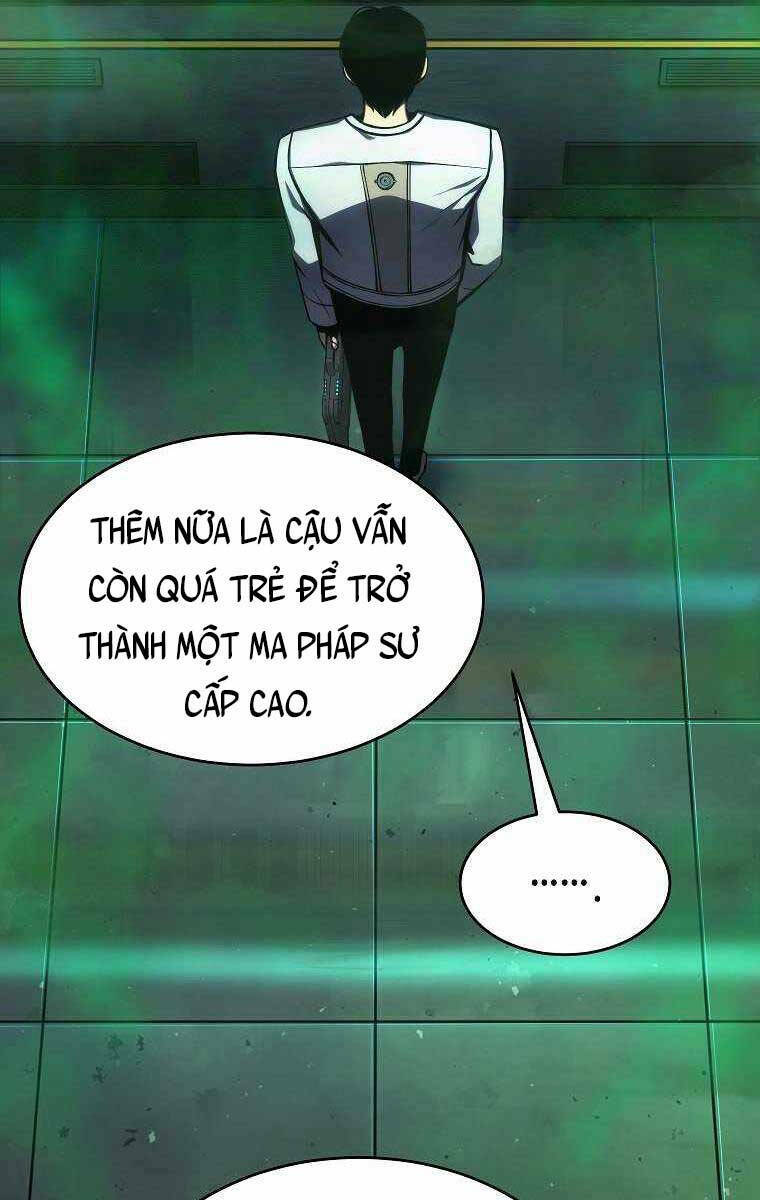 THÊM NỮA LÀ CẬU VẪN
CÒN QUÁ TRẺ ĐỂ TRỞ
THÀNH MỘT MA PHÁP SƯ
CẤP CAO.
.......